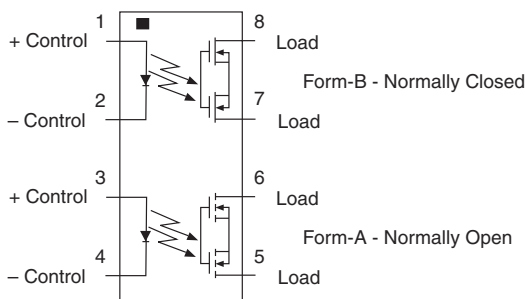 1
8
+ Control
Load
Form-B - Normally Closed
2
7
– Control
Load
3
6
+ Control
Load
Form-A - Normally Open
4
5
– Control
Load